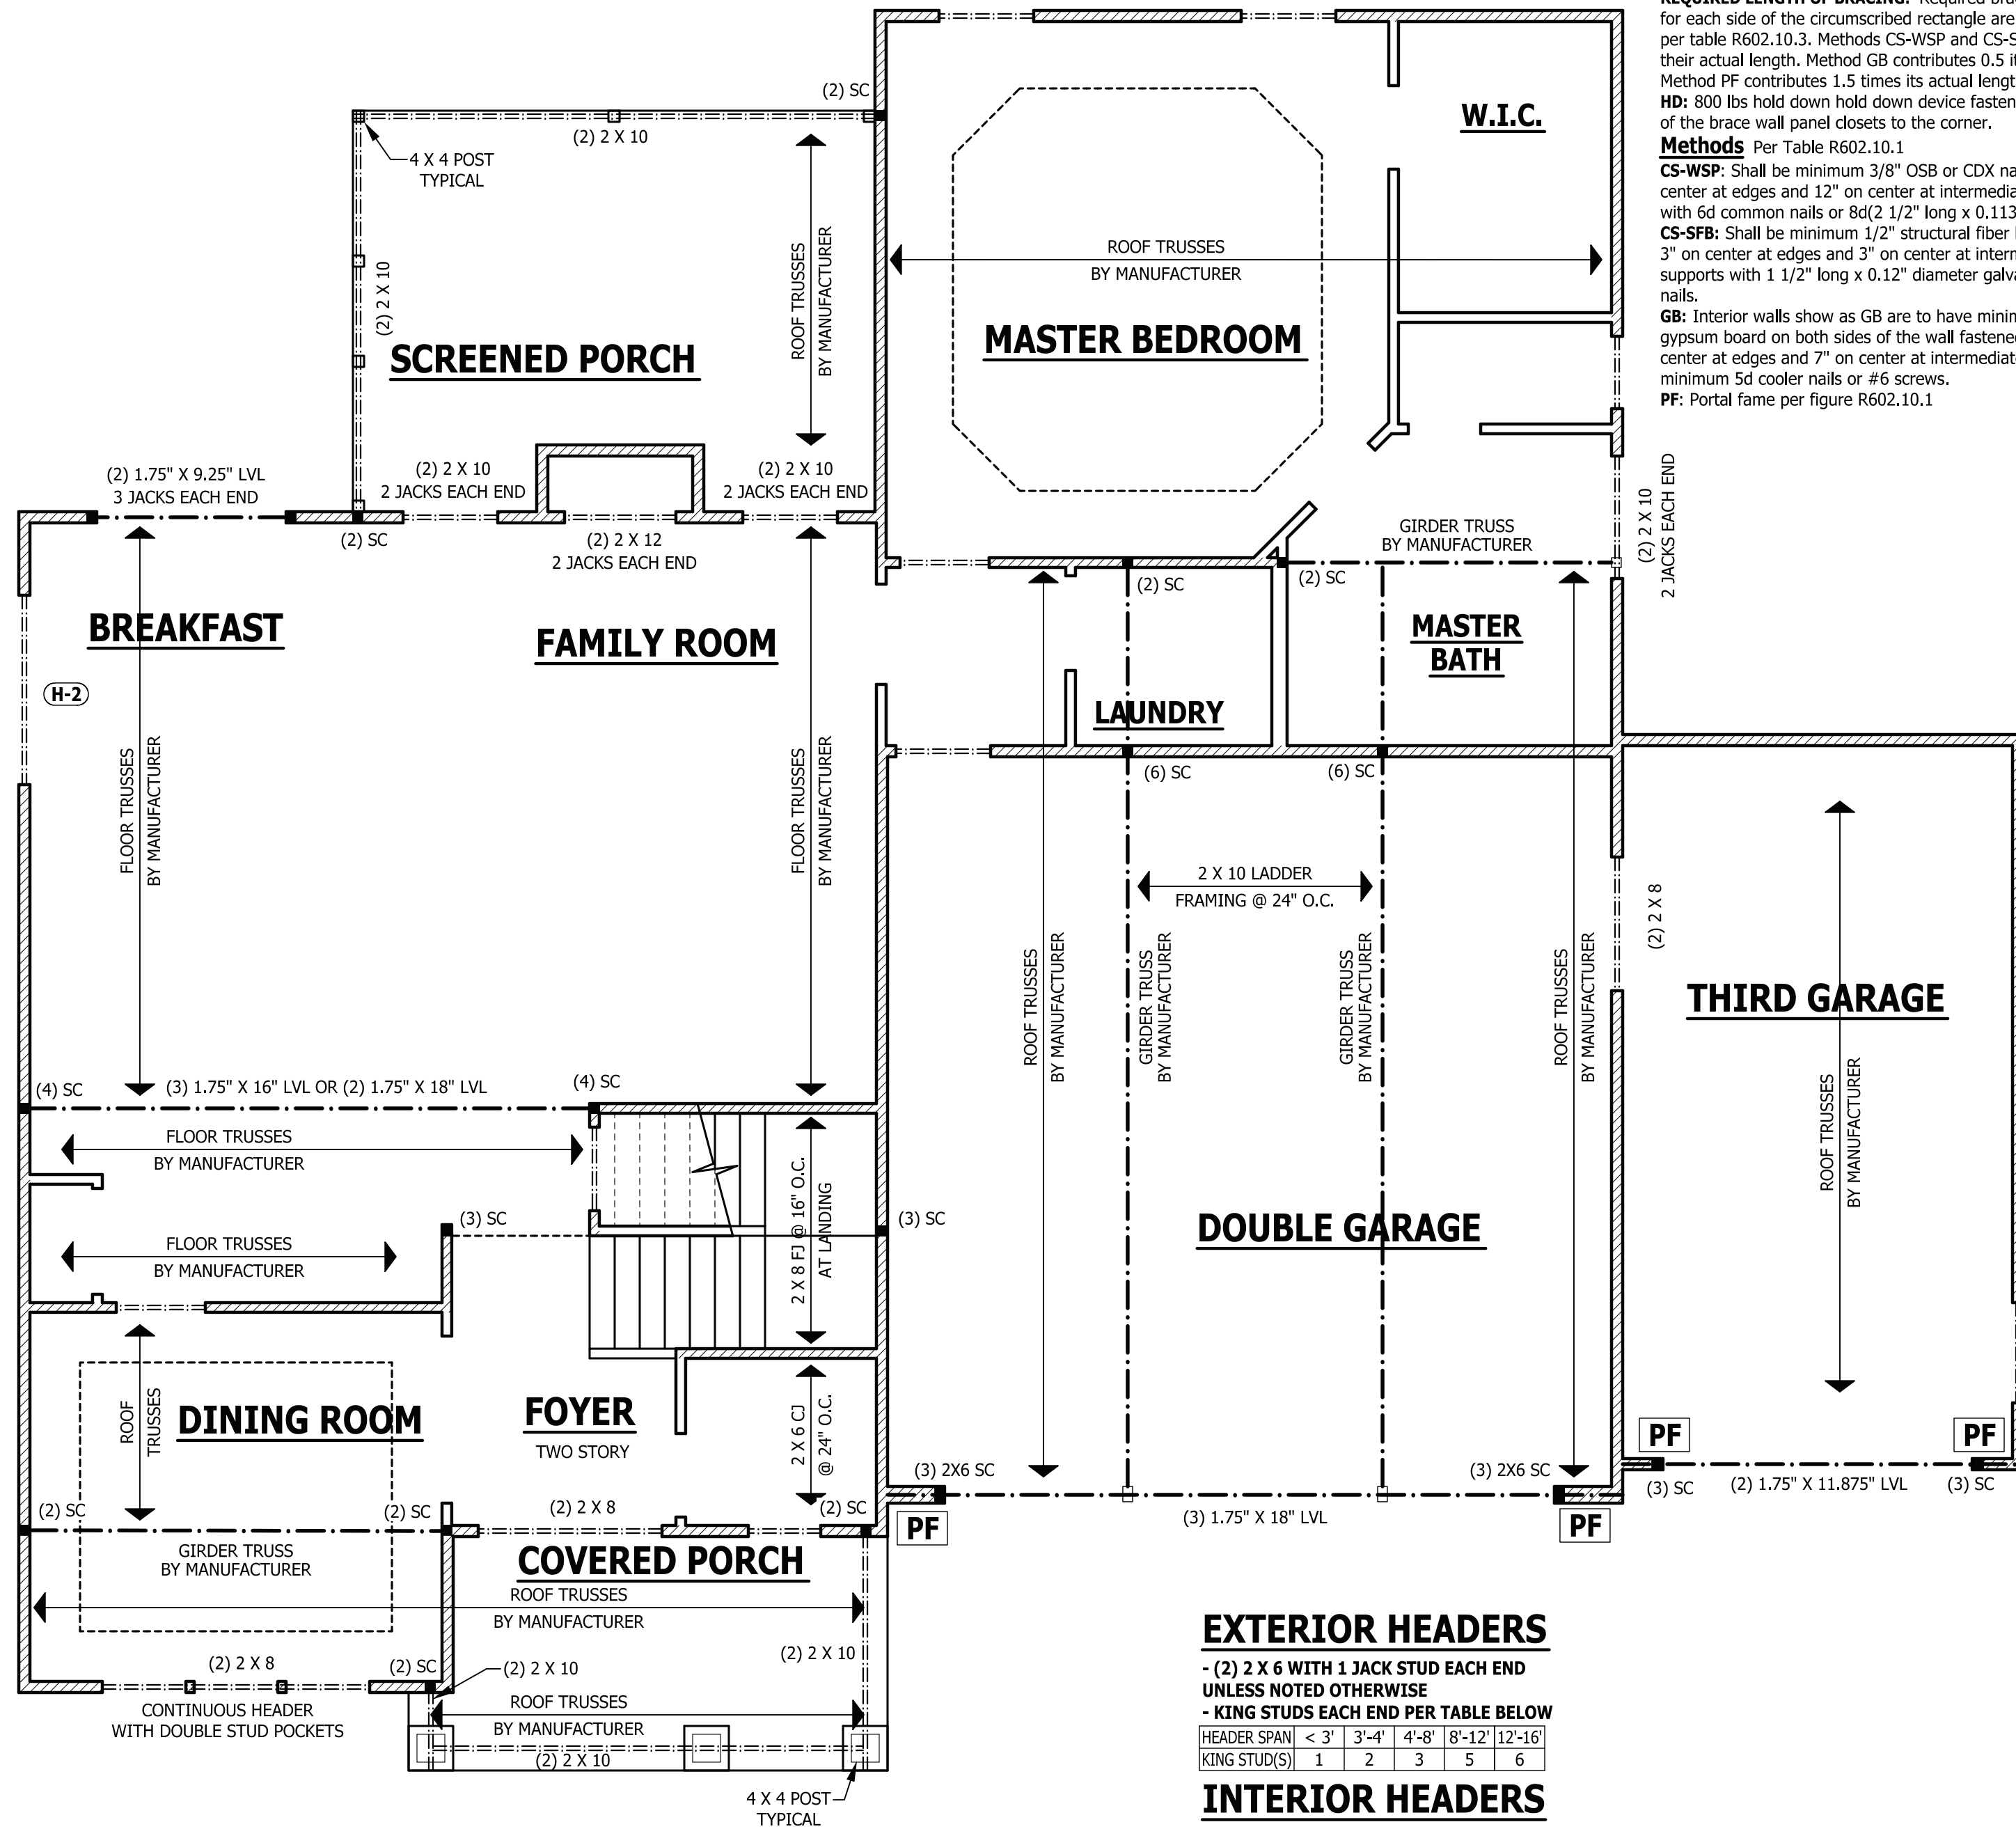 REQUIRED LENGTH OF BRACING: Required
for each side of the circumscribed rectangle are
per table R602.10.3. Methods CS-WSP and
their actual length. Method GB contributes 0.5
Method PF contributes 1.5 times its actual
HD: 800 lbs hold down hold down device
of the brace wall panel closets to the corner.
Methods Per Table R602.10.1
CS-WSP: Shall be minimum 3/8" OSB or CDX
center at edges and 12" on center at
with 6d common nails or 8d(2 1/2" long x 0.113
CS-SFB: Shall be minimum 1/2" structural fiber
3" on center at edges and 3" on center at
supports with 1 1/2" long x 0.12" diameter
nails.
GB: Interior walls show as GB are to have
gypsum board on both sides of the wall
center at edges and 7" on center at
minimum 5d cooler nails or #6 screws.
PF: Portal fame per figure R602.10.1
(2) SC
(2) 2 X 10
4 X 4 POST
TYPICAL
(2) 2 X 10
ROOF TRUSSES
BY MANUFACTURER
SCREENED PORCH
W.I.C.
ROOF TRUSSES
BY MANUFACTURER
MASTER BEDROOM
(2) 1.75" X 9.25" LVL
3 JACKS EACH END
(2) 2 X 10
2 JACKS EACH END
(2) 2 X 10
2 JACKS EACH END
(2) SC
(2) 2 X 12
2 JACKS EACH END
GIRDER TRUSS
BY MANUFACTURER
(2) 2 X 10
2 JACKS EACH END
(2) SC
(2) SC
BREAKFAST
FAMILY ROOM
MASTER
BATH
H-2
LAUNDRY
FLOOR TRUSSES
BY MANUFACTURER
FLOOR TRUSSES
BY MANUFACTURER
(6) SC
(6) SC
2 X 10 LADDER
FRAMING @ 24" O.C.
(2) 2 X 8
ROOF TRUSSES
BY MANUFACTURER
GIRDER TRUSS
BY MANUFACTURER
GIRDER TRUSS
BY MANUFACTURER
ROOF TRUSSES
BY MANUFACTURER
THIRD GARAGE
ROOF TRUSSES
BY MANUFACTURER
(4) SC
(3) 1.75" X 16" LVL OR (2) 1.75" X 18" LVL
(4) SC
FLOOR TRUSSES
BY MANUFACTURER
2 X 8 FJ @ 16" O.C.
AT LANDING
(3) SC
(3) SC
DOUBLE GARAGE
FLOOR TRUSSES
BY MANUFACTURER
ROOF
TRUSSES
DINING ROOM
FOYER
TWO STORY
2 X 6 CJ
@ 24" O.C.
PF
PF
(3) 2X6 SC
(3) 2X6 SC
(3) SC
(2) 1.75" X 11.875" LVL
(3) SC
(2) SC
(2) SC
(2) 2 X 8
(2) SC
PF
(3) 1.75" X 18" LVL
PF
GIRDER TRUSS
BY MANUFACTURER
COVERED PORCH
ROOF TRUSSES
BY MANUFACTURER
(2) 2 X 8
(2) SC
(2) 2 X 10
(2) 2 X 10
CONTINUOUS HEADER
WITH DOUBLE STUD POCKETS
ROOF TRUSSES
BY MANUFACTURER
(2) 2 X 10
4 X 4 POST
TYPICAL
EXTERIOR HEADERS
- (2) 2 X 6 WITH 1 JACK STUD EACH END
UNLESS NOTED OTHERWISE
- KING STUDS EACH END PER TABLE BELOW
HEADER SPAN < 3' 3'-4' 4'-8' 8'-12' 12'-16'
KING STUD(S) 1 2 3 5 6
INTERIOR HEADERS